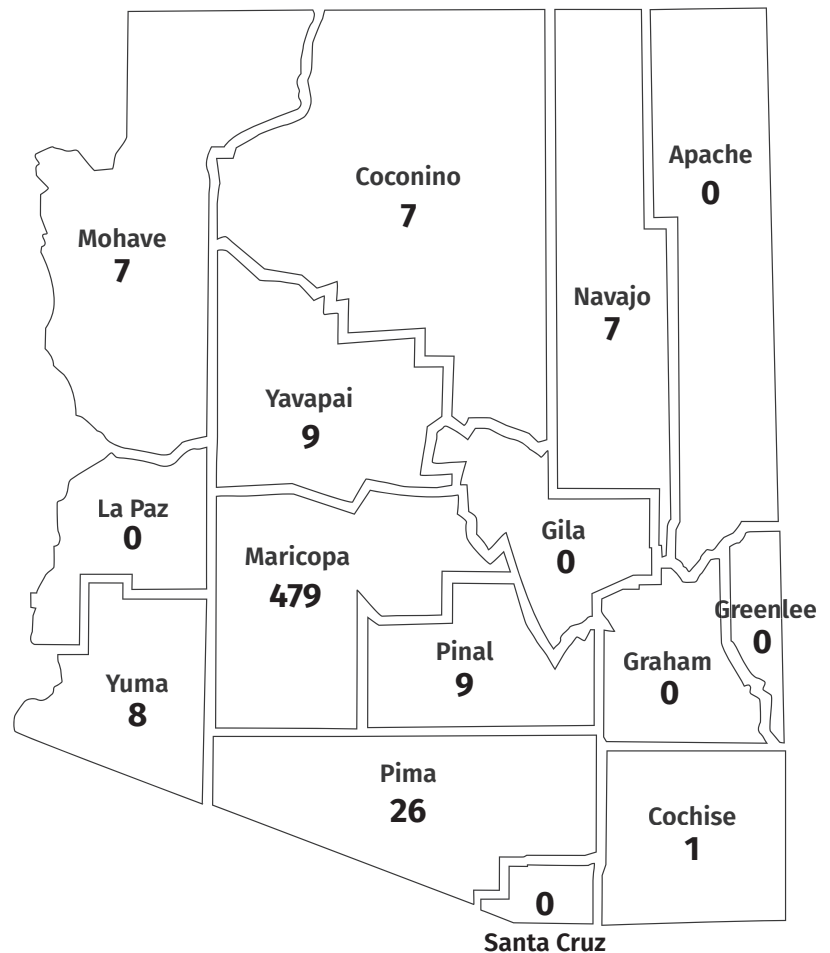 Apache
0
Coconino
7
Mohave
7
Navajo
7
Yavapai
9
La Paz
0
Gila
0
Maricopa
479
Greenlee
0
Pinal
9
Graham
0
Yuma
8
Pima
26
Cochise
1
0
Santa Cruz